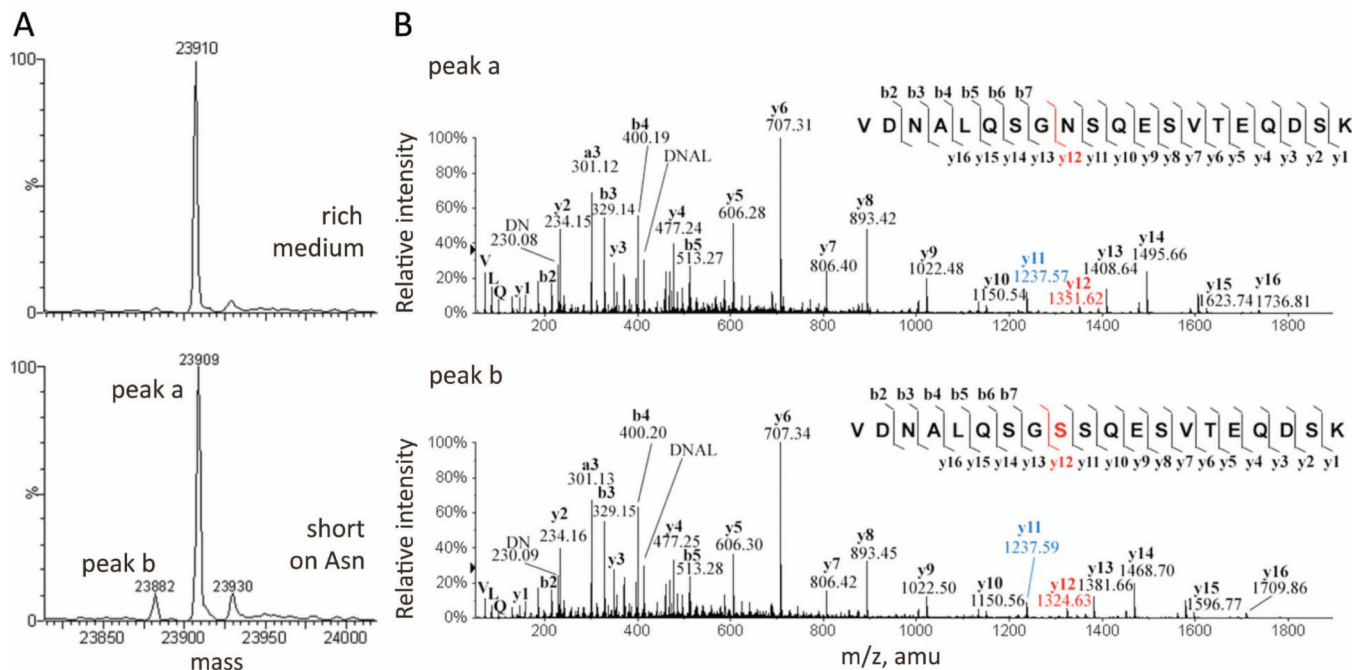 A
23910
100
%
0
rich
medium
23909
100
peak a
%
short
on Asn
peak b
23882
23930
0
23850 23900 23950 24000
mass
B
peak a
b2 b3 b4 b5 b6 b7
V D N A L Q S G N S Q E S V T E Q D S K
y16 y15 y14 y13 y12 y11 y10 y9 y8 y7 y6 y5 y4 y3 y2 y1
Relative intensity
100%
80%
60%
40%
20%
0%
V
L
Q
y1
b2
DN
230.08
y2
234.15
a3
301.12
b3
329.14
y3
b4
400.19
DNAL
y4
477.24
b5
513.27
y5
606.28
y6
707.31
y7
806.40
y8
893.42
y9
1022.48
y10
1150.54
y11
1237.57
y12
1351.62
y13
1408.64
y14
1495.66
y15
1623.74
y16
1736.81
200 400 600 800 1000 1200 1400 1600 1800
peak b
b2 b3 b4 b5 b6 b7
V D N A L Q S G S S Q E S V T E Q D S K
y16 y15 y14 y13 y12 y11 y10 y9 y8 y7 y6 y5 y4 y3 y2 y1
Relative intensity
100%
80%
60%
40%
20%
0%
V
L
Q
y1
b2
DN
230.09
y2
234.16
a3
301.13
b3
329.15
y3
b4
400.20
DNAL
y4
477.25
b5
513.28
y5
606.30
y6
707.34
y7
806.42
y8
893.45
y9
1022.50
y10
1150.56
y11
1237.59
y12
1324.63
y13
1381.66
y14
1468.70
y15
1596.77
y16
1709.86
200 400 600 800 1000 1200 1400 1600 1800
m/z, amu